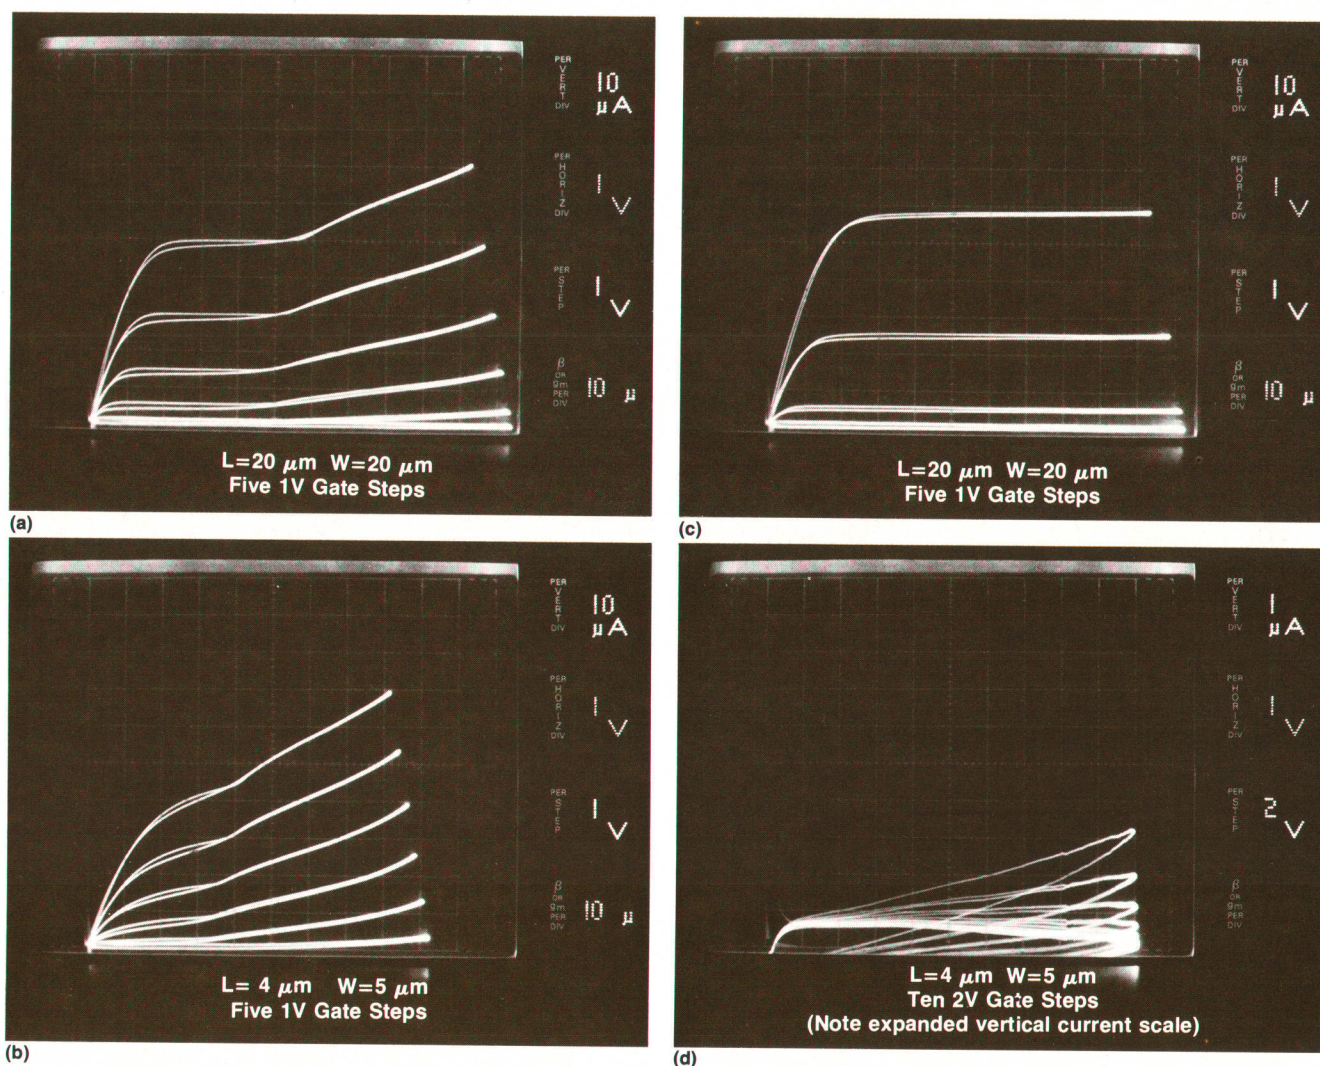 PER
VERT
DIV
10
μA
PER
HORIZ
DIV
1
V
PER
STEP
1
V
β
OR
gm
PER
DIV
10 μ
L=20 μm W=20 μm
Five 1V Gate Steps
(a)
PER
VERT
DIV
10
μA
PER
HORIZ
DIV
1
V
PER
STEP
1
V
β
OR
gm
PER
DIV
10 μ
L=20 μm W=20 μm
Five 1V Gate Steps
(c)
PER
VERT
DIV
10
μA
PER
HORIZ
DIV
1
V
PER
STEP
1
V
β
OR
gm
PER
DIV
10 μ
L= 4 μm W=5 μm
Five 1V Gate Steps
(b)
PER
VERT
DIV
1
μA
PER
HORIZ
DIV
1
V
PER
STEP
2
V
β
OR
gm
PER
DIV
L=4 μm W=5 μm
Ten 2V Gate Steps
(Note expanded vertical current scale)
(d)